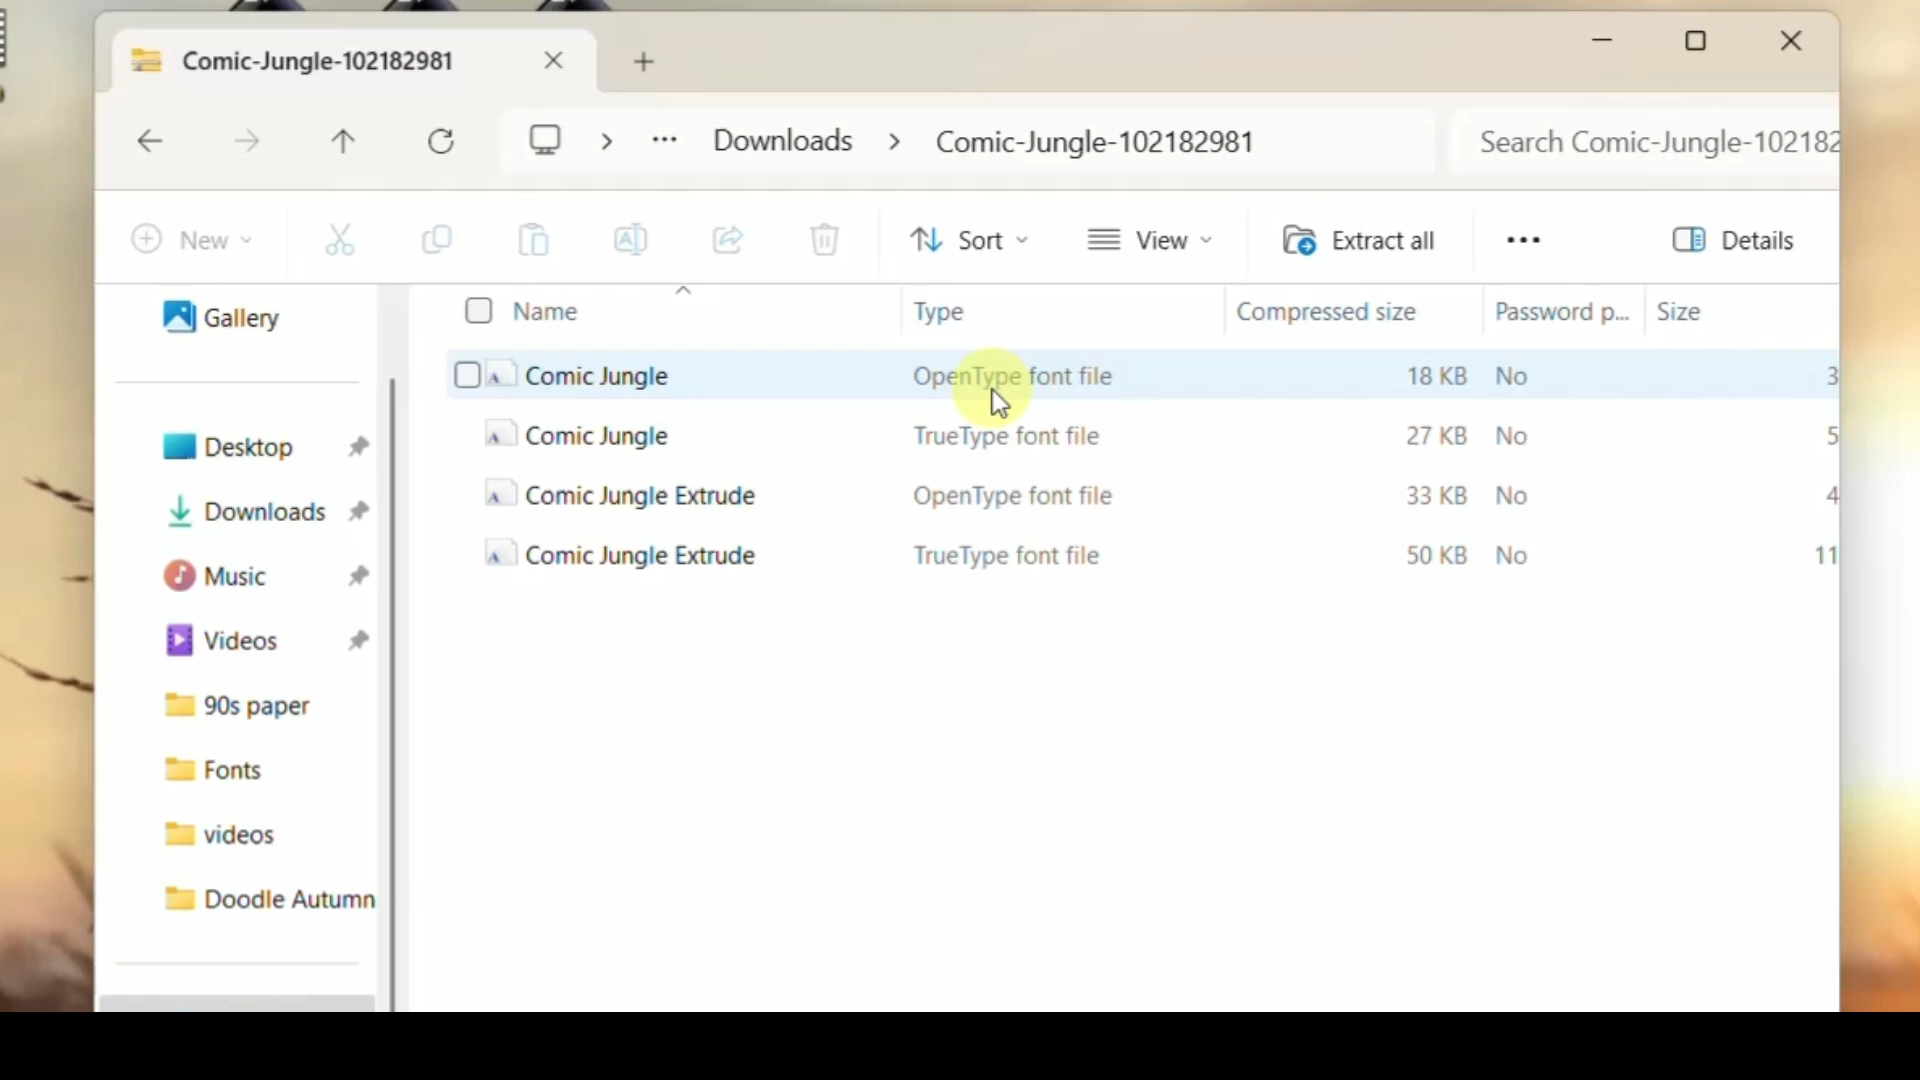 Comic-Jungle-102182981
Downloads > Comic-Jungle-102182981
Search Comic-Jungle-102182
New
Sort
View
Extract all
Details
Gallery
Desktop
Downloads
Music
Videos
90s paper
Fonts
videos
Doodle Autumn
Name Type Compressed size Password p... Size
Comic Jungle OpenType font file 18 KB No 3
Comic Jungle TrueType font file 27 KB No 5
Comic Jungle Extrude OpenType font file 33 KB No 4
Comic Jungle Extrude TrueType font file 50 KB No 11